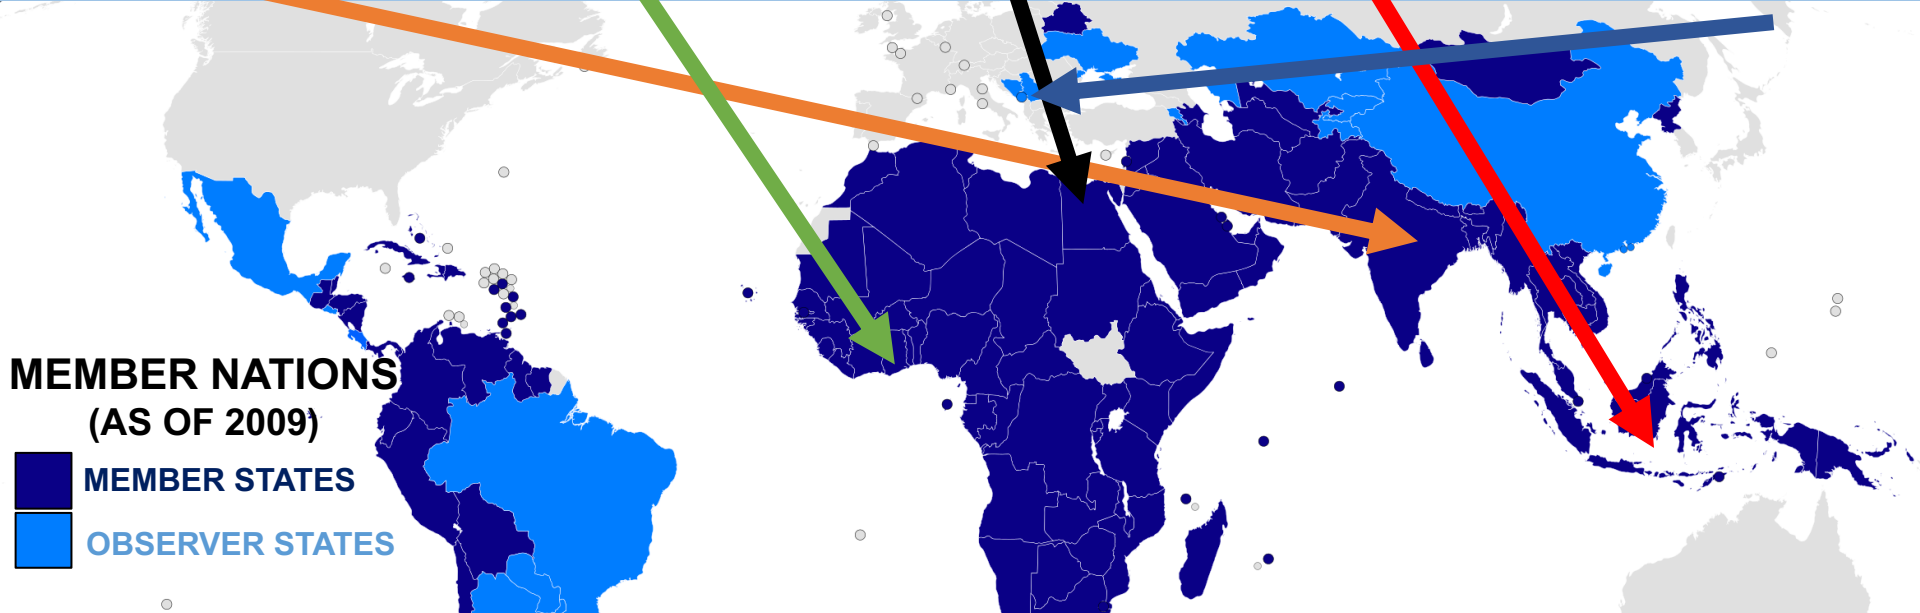 MEMBER NATIONS
(AS OF 2009)
MEMBER STATES
OBSERVER STATES